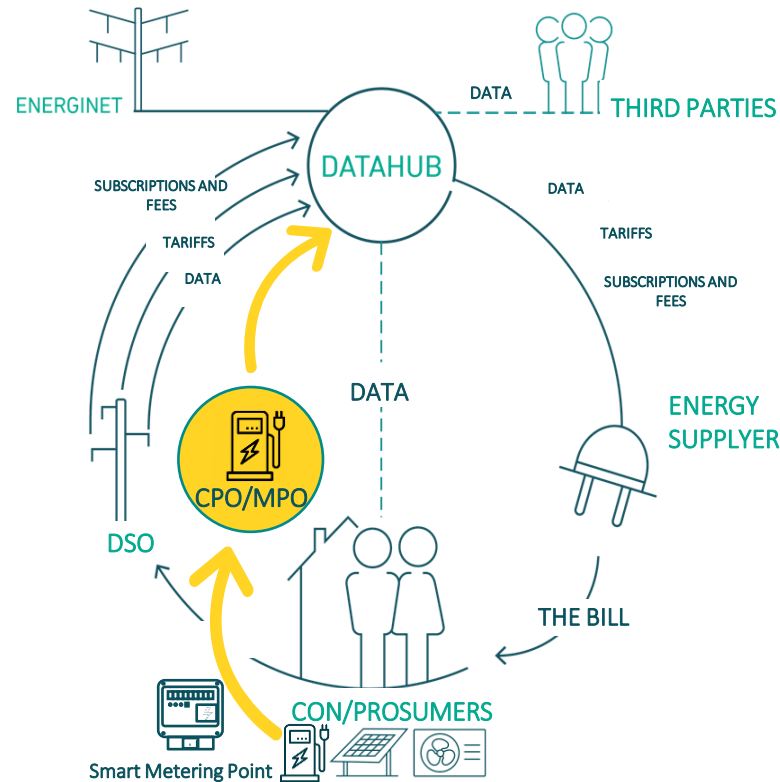 ENERGINET
DATA
THIRD PARTIES
DATAHUB
SUBSCRIPTIONS AND
FEES
TARIFFS
DATA
DATA
TARIFFS
SUBSCRIPTIONS AND
FEES
DATA
ENERGY
SUPPLYER
CPO/MPO
DSO
THE BILL
CON/PROSUMERS
Smart Metering Point